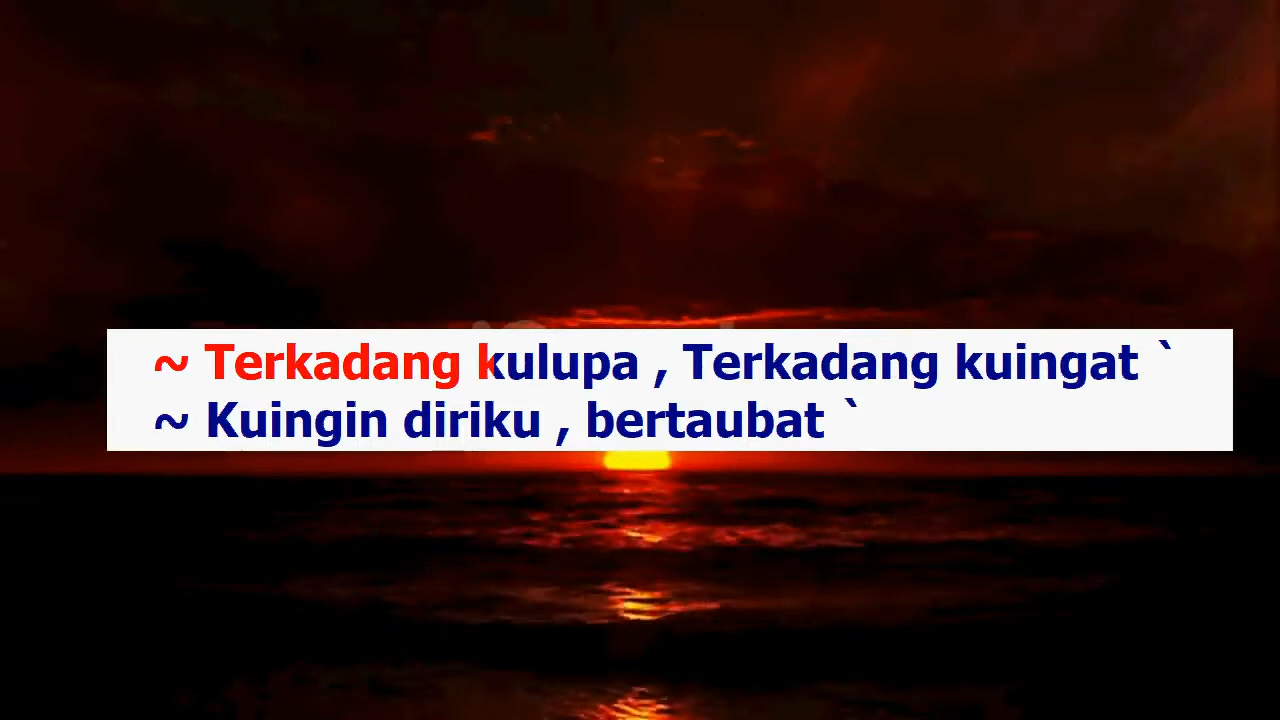 ~ Terkadang kulupa , Terkadang kuingat `
~ Kuingin diriku , bertaubat `